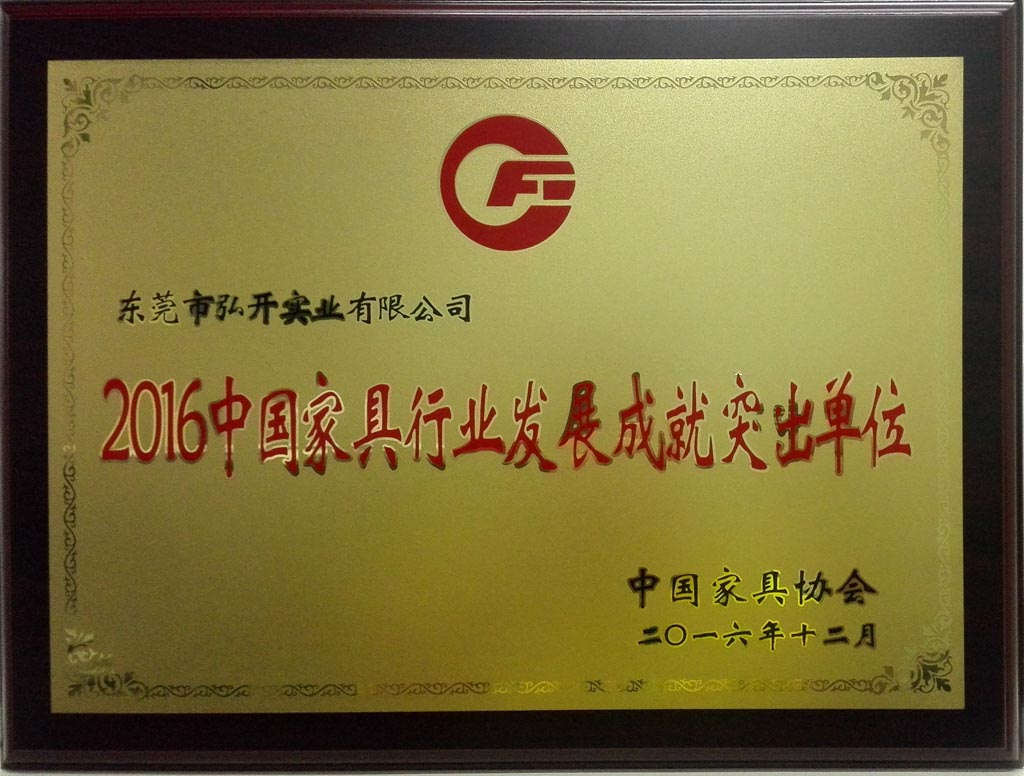 东莞市弘开实业有限公司
2016中国家具行业发展成就突出单位
中国家具协会
二〇一六年十二月